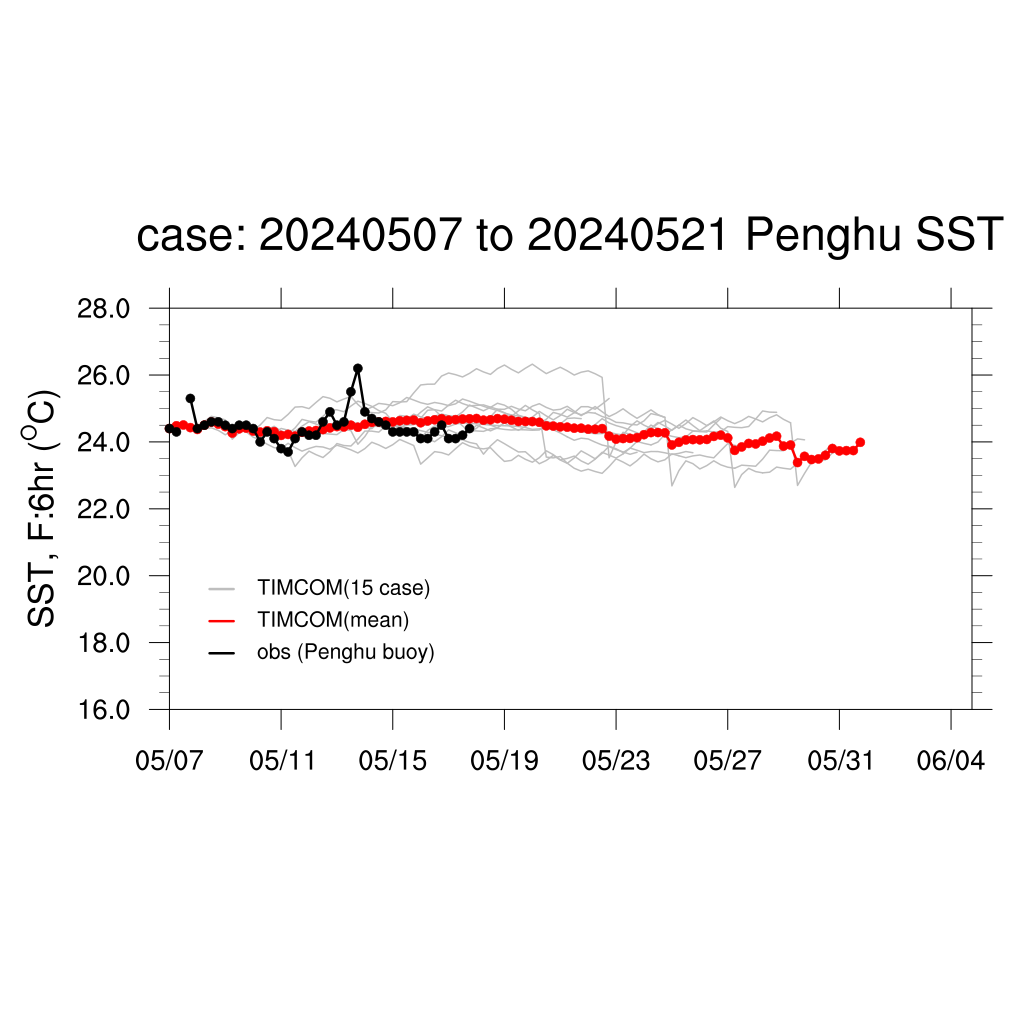 case: 20240507 to 20240521 Penghu SST
SST, F:6hr (°C)
28.0
26.0
24.0
22.0
20.0
18.0
16.0
TIMCOM(15 case)
TIMCOM(mean)
obs (Penghu buoy)
05/07 05/11 05/15 05/19 05/23 05/27 05/31 06/04